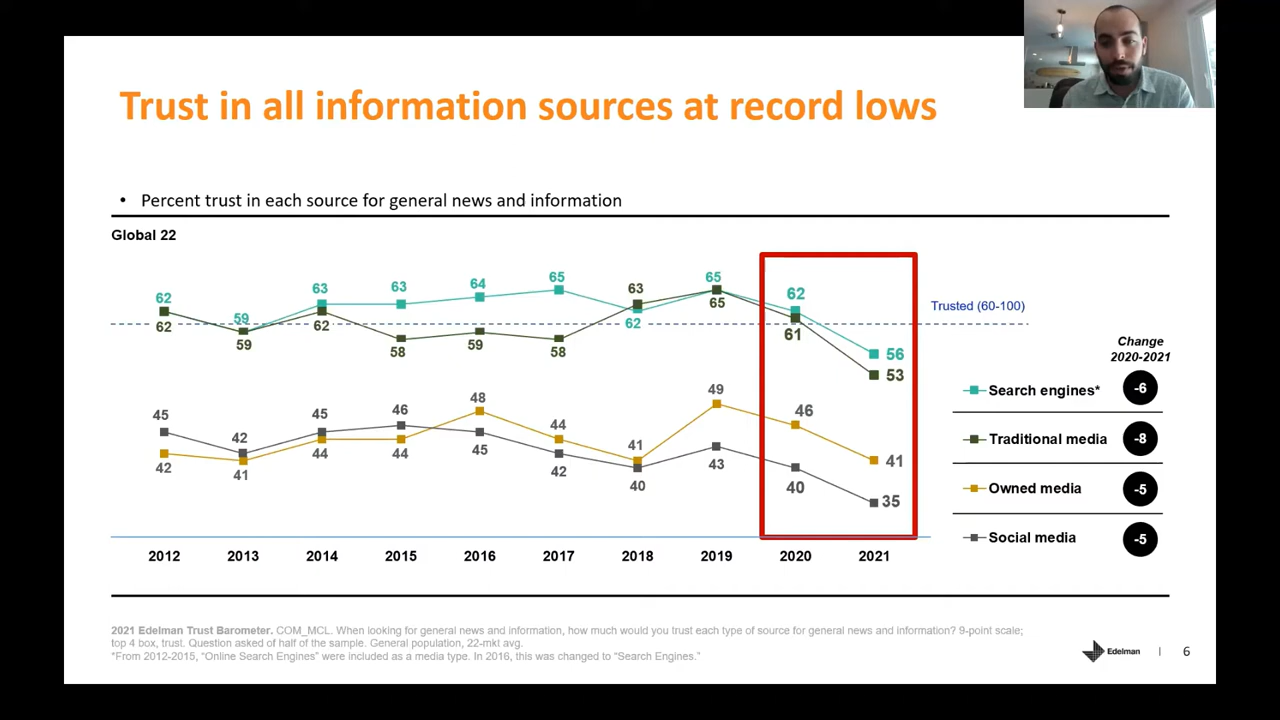 Trust in all information sources at record lows
• Percent trust in each source for general news and information
Global 22
62 59 63 63 64 65 63 65 62
62 59 62 58 59 58 62 65 61
56
53
Trusted (60-100)
45 42 45 46 48 44 41 49 46
42 41 44 44 45 42 40 43 40
41
35
2012 2013 2014 2015 2016 2017 2018 2019 2020 2021
Change
2020-2021
Search engines* -6
Traditional media -8
Owned media -5
Social media -5
2021 Edelman Trust Barometer. COM_MCL. When looking for general news and information, how much would you trust each type of source for general news and information? 9-point scale;
top 4 box, trust. Question asked of half of the sample. General population, 22-mkt avg.
*From 2012-2015, “Online Search Engines” were included as a media type. In 2016, this was changed to “Search Engines.”
Edelman | 6